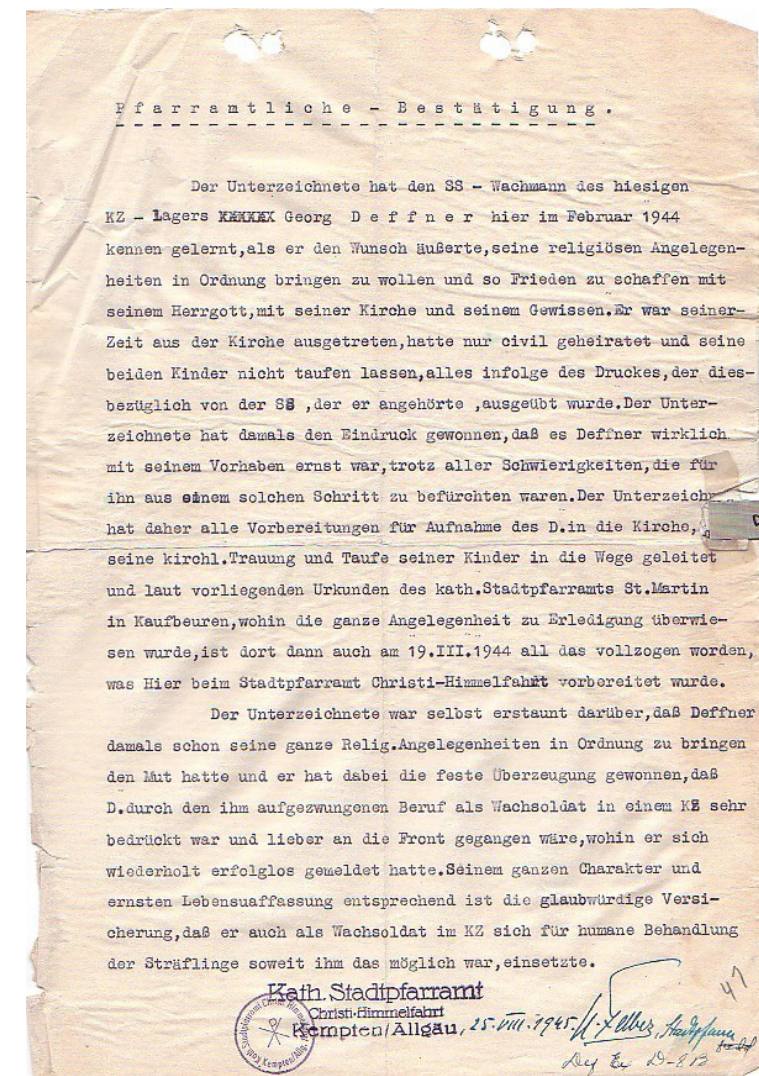 Pfarramtliche - Bestätigung.
Der Unterzeichnete hat den SS - Wachmann des hiesigen
KZ - Lagers XXXXXX Georg Deffner hier im Februar 1944
kennen gelernt,als er den Wunsch äußerte,seine religiösen Angelegen-
heiten in Ordnung bringen zu wollen und so Frieden zu schaffen mit
seinem Herrgott,mit seiner Kirche und seinem Gewissen.Er war seiner-
Zeit aus der Kirche ausgetreten,hatte nur civil geheiratet und seine
beiden Kinder nicht taufen lassen,alles infolge des Druckes,der dies-
bezüglich von der SS ,der er angehörte ,ausgeübt wurde.Der Unter-
zeichnete hat damals den Eindruck gewonnen,daß es Deffner wirklich
mit seinem Vorhaben ernst war,trotz aller Schwierigkeiten,die für
ihn aus einem solchen Schritt zu befürchten waren.Der
hat daher alle Vorbereitungen für Aufnahme des D.in die Kirche,
seine kirchl.Trauung und Taufe seiner Kinder in die Wege geleitet
und laut vorliegenden Urkunden des kath.Stadtpfarramts St.Martin
in Kaufbeuren,wohin die ganze Angelegenheit zu Erledigung überwie-
sen wurde,ist dort dann auch am 19.III.1944 all das vollzogen worden,
was Hier beim Stadtpfarramt Christi-Himmelfahrt vorbereitet wurde.
Der Unterzeichnete war selbst erstaunt darüber,daß Deffner
damals schon seine ganze Relig.Angelegenheiten in Ordnung zu bringen
den Mut hatte und er hat dabei die feste Überzeugung gewonnen,daß
D.durch den ihm aufgezwungenen Beruf als Wachsoldat in einem KZ sehr
bedrückt war und lieber an die Front gegangen wäre,wohin er sich
wiederholt erfolglos gemeldet hatte.Seinem ganzen Charakter und
ernsten Lebensuaffassung entsprechend ist die glaubwürdige Versi-
cherung,daß er auch als Wachsoldat im KZ sich für humane Behandlung
der Sträflinge soweit ihm das möglich war,einsetzte.
47
Kath. Stadtpfarramt
Christi-Himmelfahrt
Kempten/Allgäu, 25.VIII.1945. Stadtpfarrer
Def Ex D-8B